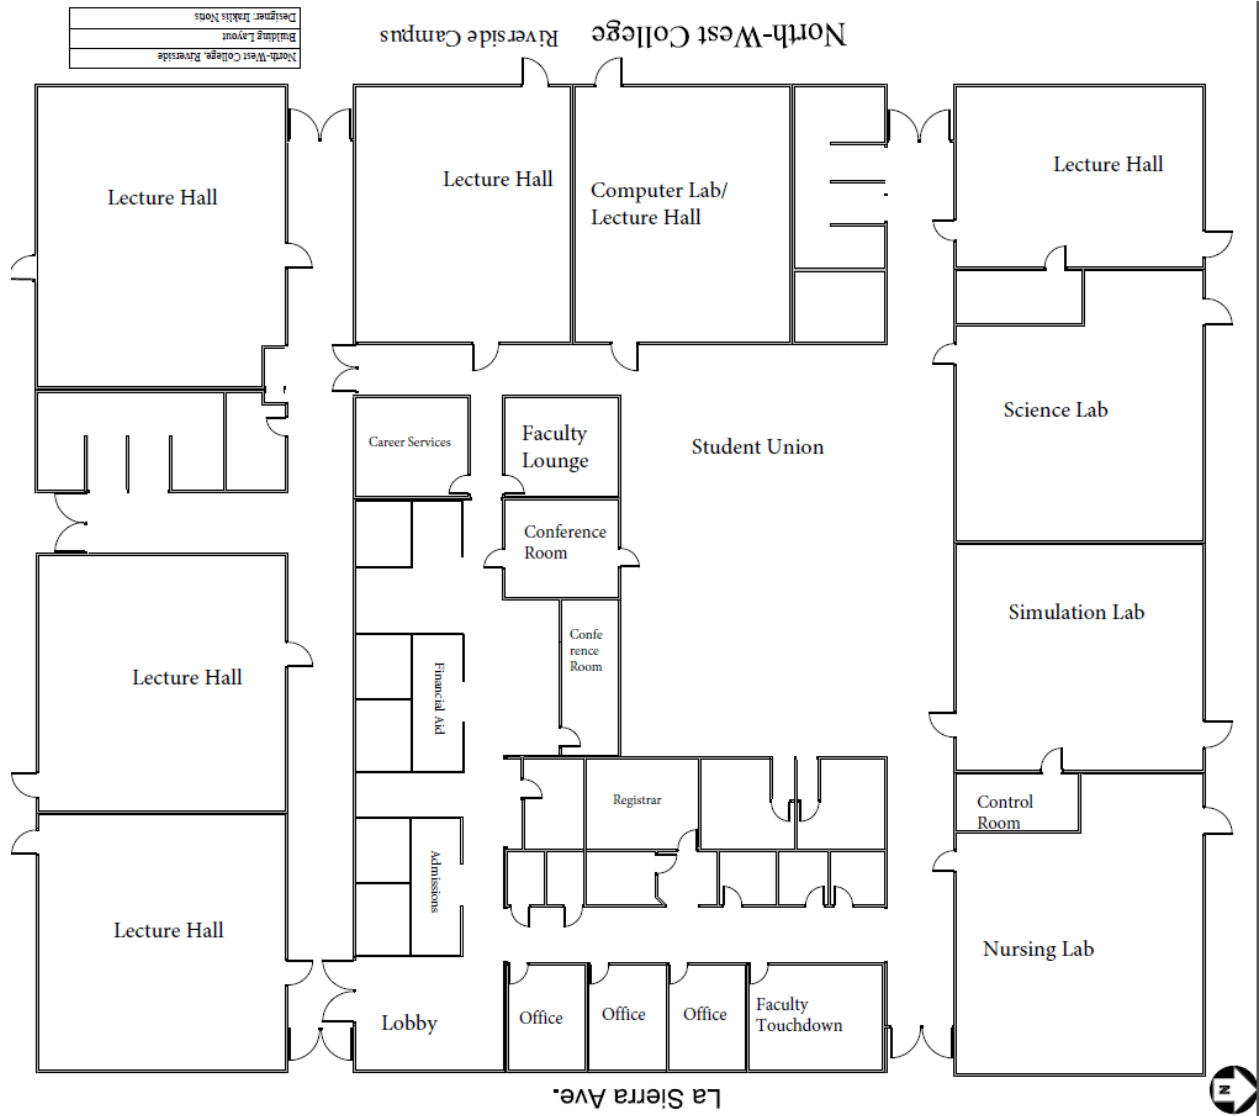 North-West College, Riverside
Building Layout
Designer: Iraklis Notis
Riverside Campus
North-West College
Lecture Hall
Lecture Hall
Computer Lab/
Lecture Hall
Lecture Hall
Career Services
Faculty
Lounge
Student Union
Science Lab
Conference
Room
Lecture Hall
Financial Aid
Confe
rence
Room
Simulation Lab
Registrar
Control
Room
Lecture Hall
Admissions
Nursing Lab
Lobby
Office
Office
Office
Faculty
Touchdown
La Sierra Ave.
N